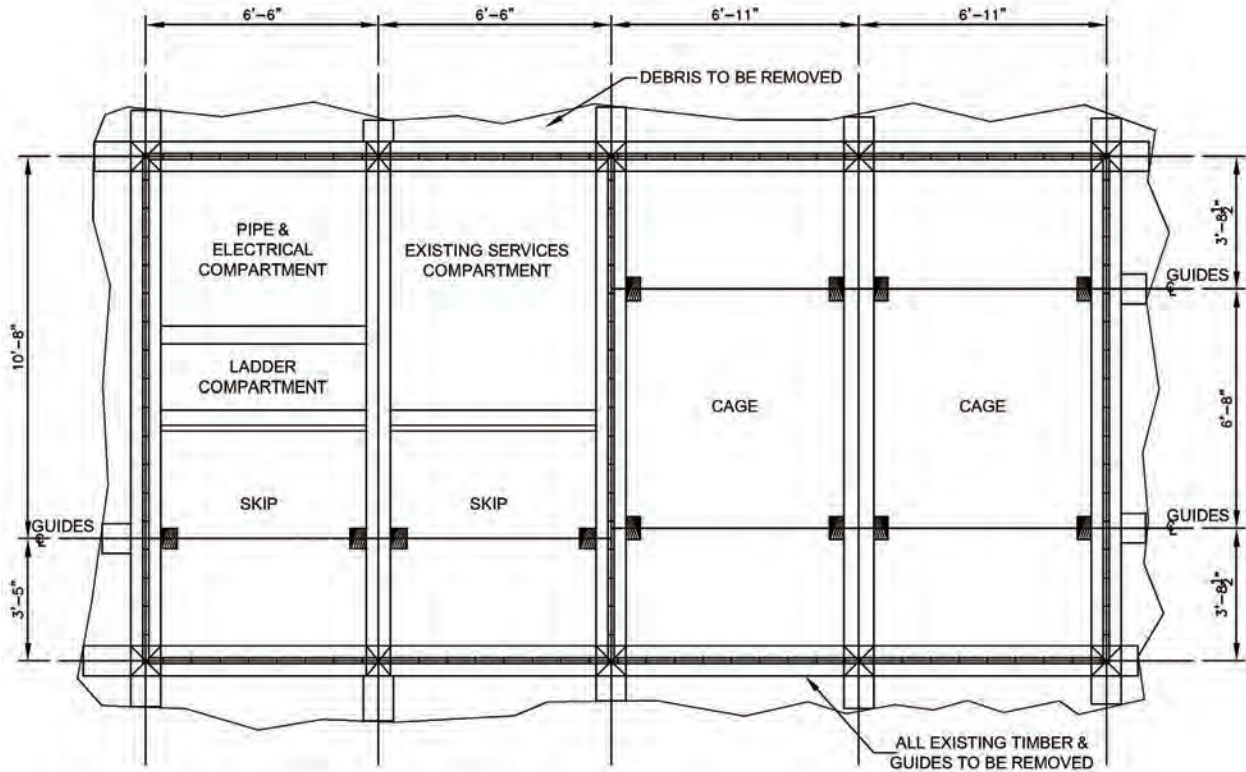 6'-6"
6'-6"
6'-11"
6'-11"
DEBRIS TO BE REMOVED
PIPE &
ELECTRICAL
COMPARTMENT
EXISTING SERVICES
COMPARTMENT
3'-8½"
GUIDES
10'-8"
LADDER
COMPARTMENT
CAGE
CAGE
6'-8"
SKIP
SKIP
GUIDES
GUIDES
3'-5"
3'-8½"
ALL EXISTING TIMBER &
GUIDES TO BE REMOVED